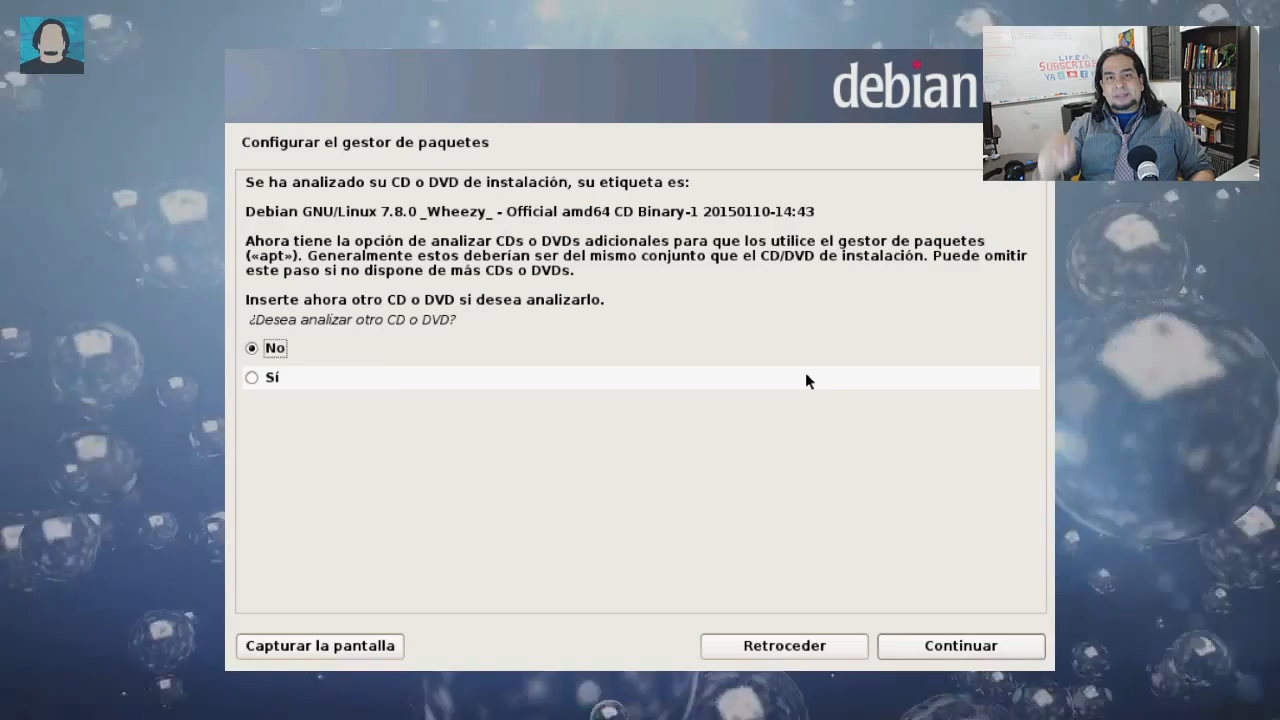 debian
LIKE
SUBSCRIBE
YA
Configurar el gestor de paquetes
Se ha analizado su CD o DVD de instalación, su etiqueta es:
Debian GNU/Linux 7.8.0 _Wheezy_ - Official amd64 CD Binary-1 20150110-14:43
Ahora tiene la opción de analizar CDs o DVDs adicionales para que los utilice el gestor de paquetes
(«apt»). Generalmente estos deberían ser del mismo conjunto que el CD/DVD de instalación. Puede omitir
este paso si no dispone de más CDs o DVDs.
Inserte ahora otro CD o DVD si desea analizarlo.
¿Desea analizar otro CD o DVD?
No
Sí
Capturar la pantalla
Retroceder
Continuar